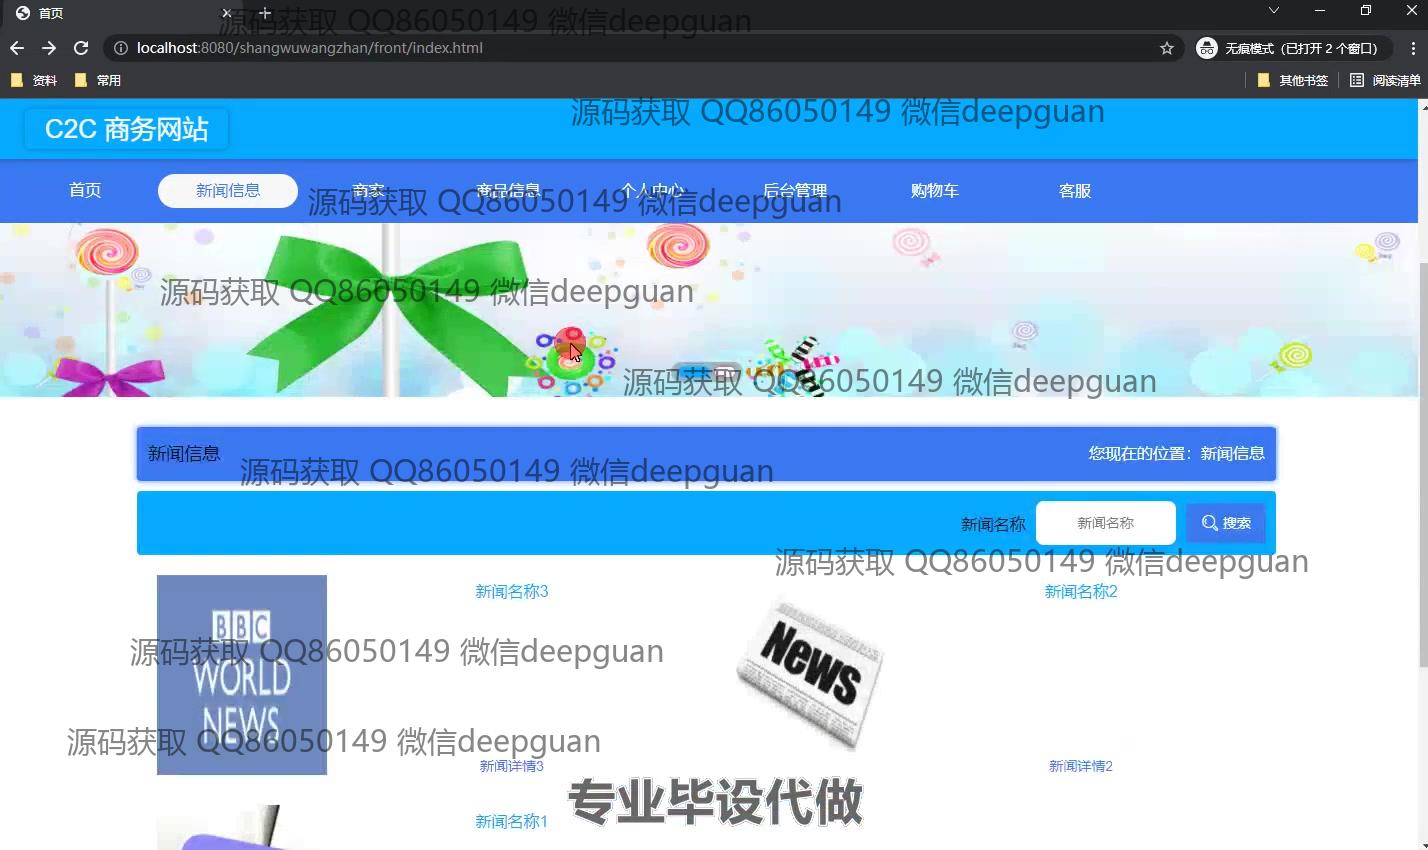 首页
源码获取 QQ86050149 微信deepguan
localhost:8080/shangwuwangzhan/front/index.html
无痕模式（已打开 2 个窗口）
资料
常用
其他书签
阅读清单
C2C 商务网站
源码获取 QQ86050149 微信deepguan
首页
新闻信息
商家
商品信息
个人中心
后台管理
购物车
客服
源码获取 QQ86050149 微信deepguan
源码获取 QQ86050149 微信deepguan
源码获取 QQ86050149 微信deepguan
新闻信息
您现在的位置：新闻信息
源码获取 QQ86050149 微信deepguan
新闻名称
新闻名称
搜索
源码获取 QQ86050149 微信deepguan
新闻名称3
新闻名称2
BBC
WORLD
NEWS
News
源码获取 QQ86050149 微信deepguan
源码获取 QQ86050149 微信deepguan
新闻详情3
新闻详情2
专业毕设代做
新闻名称1